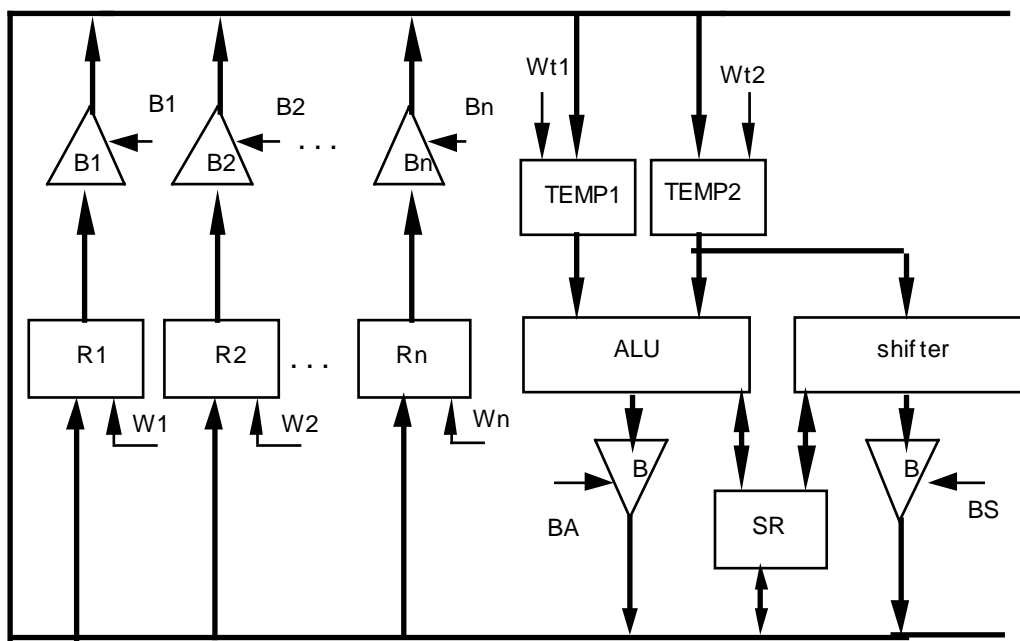 Wt1
Wt2
B1
B2
Bn
B1
B2
. . .
Bn
TEMP1
TEMP2
R1
R2
. . .
Rn
ALU
shifter
W1
W2
Wn
B
B
BA
SR
BS